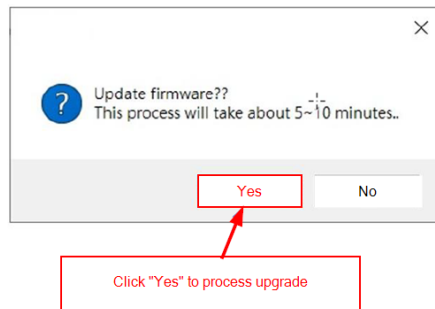 Update firmware??
This process will take about 5~10 minutes..
Yes
No
Click "Yes" to process upgrade